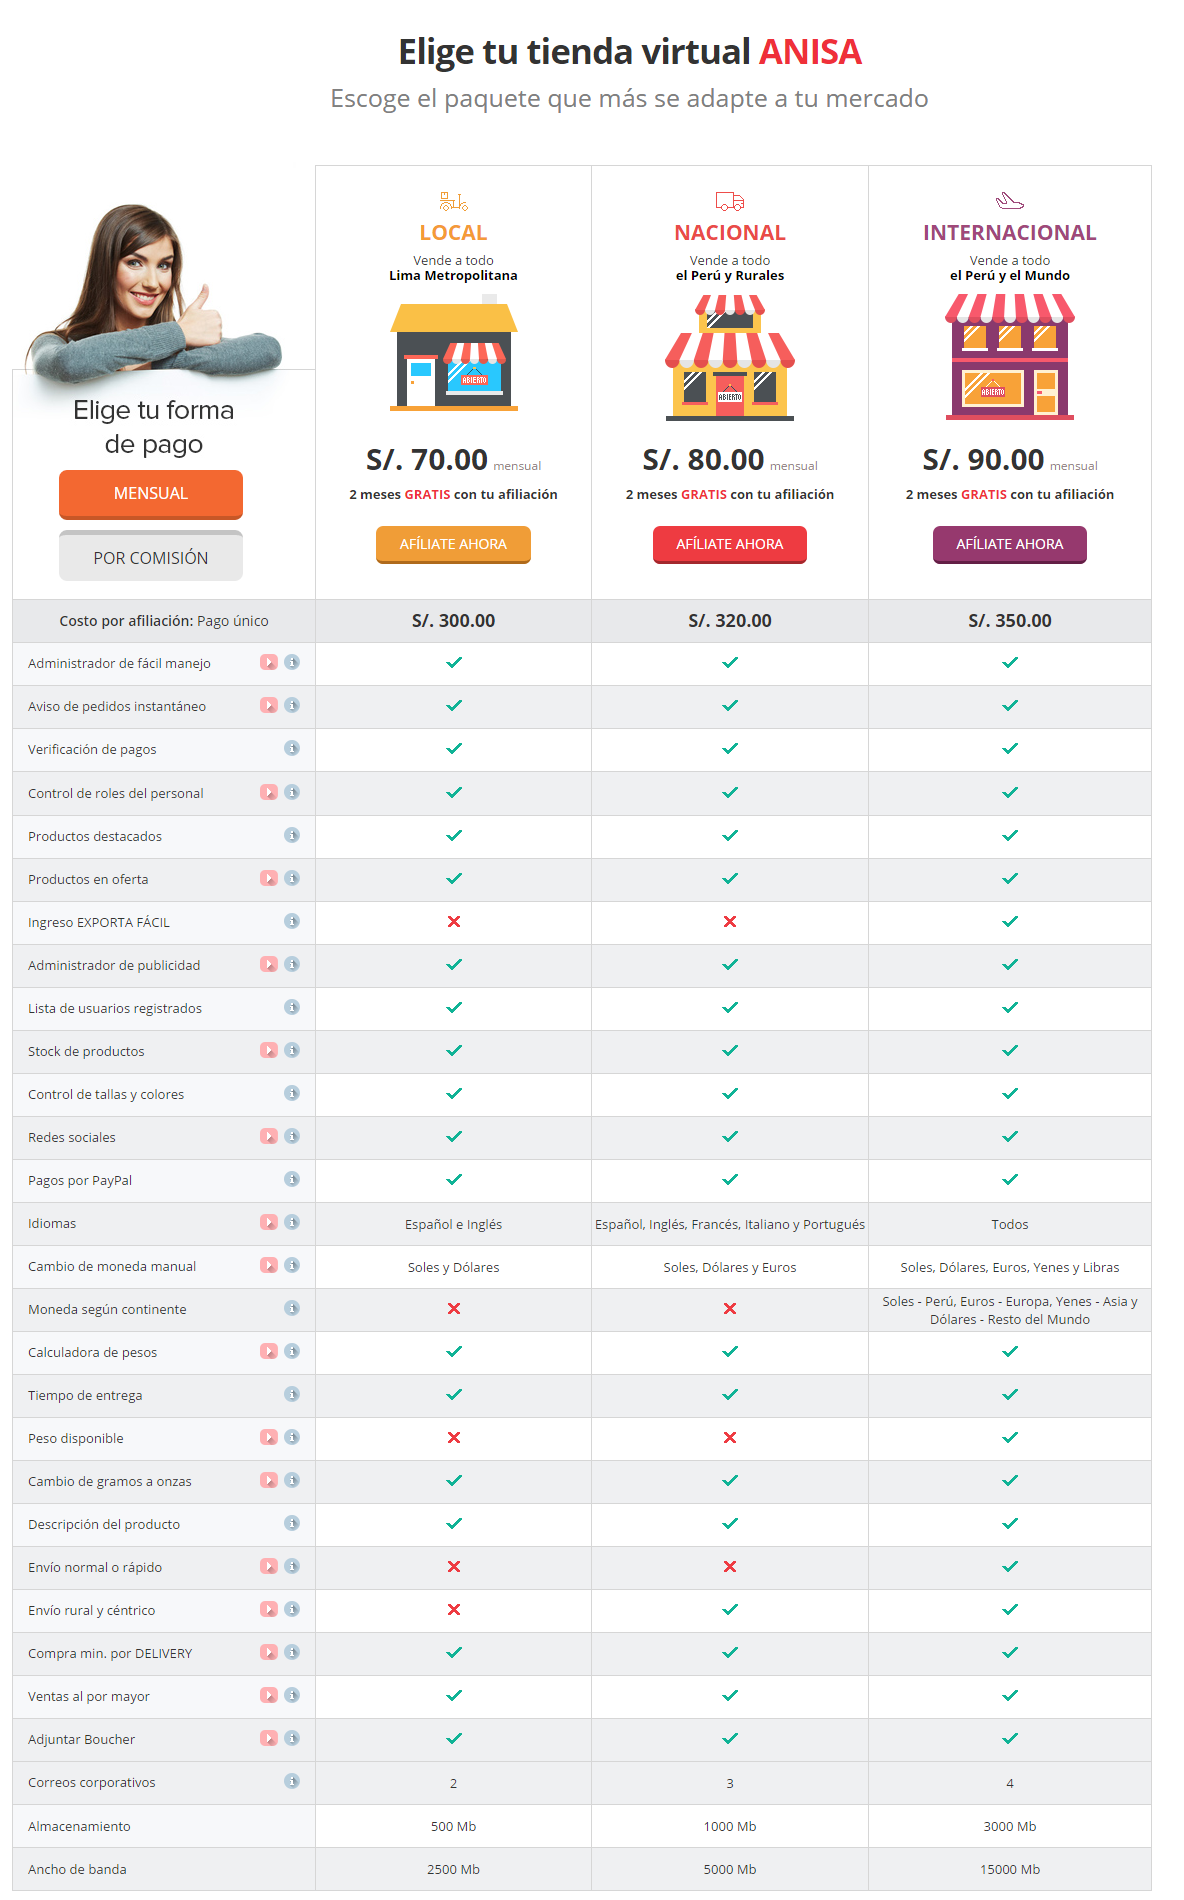 Elige tu tienda virtual ANISA
Escoge el paquete que más se adapte a tu mercado
Elige tu forma
de pago
MENSUAL
POR COMISIÓN
LOCAL
Vende a todo
Lima Metropolitana
ABIERTO
S/. 70.00 mensual
2 meses GRATIS con tu afiliación
AFÍLIATE AHORA
NACIONAL
Vende a todo
el Perú y Rurales
ABIERTO
S/. 80.00 mensual
2 meses GRATIS con tu afiliación
AFÍLIATE AHORA
INTERNACIONAL
Vende a todo
el Perú y el Mundo
ABIERTO
S/. 90.00 mensual
2 meses GRATIS con tu afiliación
AFÍLIATE AHORA
Costo por afiliación: Pago único S/. 300.00 S/. 320.00 S/. 350.00
Administrador de fácil manejo
Aviso de pedidos instantáneo
Verificación de pagos
Control de roles del personal
Productos destacados
Productos en oferta
Ingreso EXPORTA FÁCIL
Administrador de publicidad
Lista de usuarios registrados
Stock de productos
Control de tallas y colores
Redes sociales
Pagos por PayPal
Idiomas Español e Inglés Español, Inglés, Francés, Italiano y Portugués Todos
Cambio de moneda manual Soles y Dólares Soles, Dólares y Euros Soles, Dólares, Euros, Yenes y Libras
Moneda según continente Soles - Perú, Euros - Europa, Yenes - Asia y
Dólares - Resto del Mundo
Calculadora de pesos
Tiempo de entrega
Peso disponible
Cambio de gramos a onzas
Descripción del producto
Envío normal o rápido
Envío rural y céntrico
Compra min. por DELIVERY
Ventas al por mayor
Adjuntar Boucher
Correos corporativos 2 3 4
Almacenamiento 500 Mb 1000 Mb 3000 Mb
Ancho de banda 2500 Mb 5000 Mb 15000 Mb